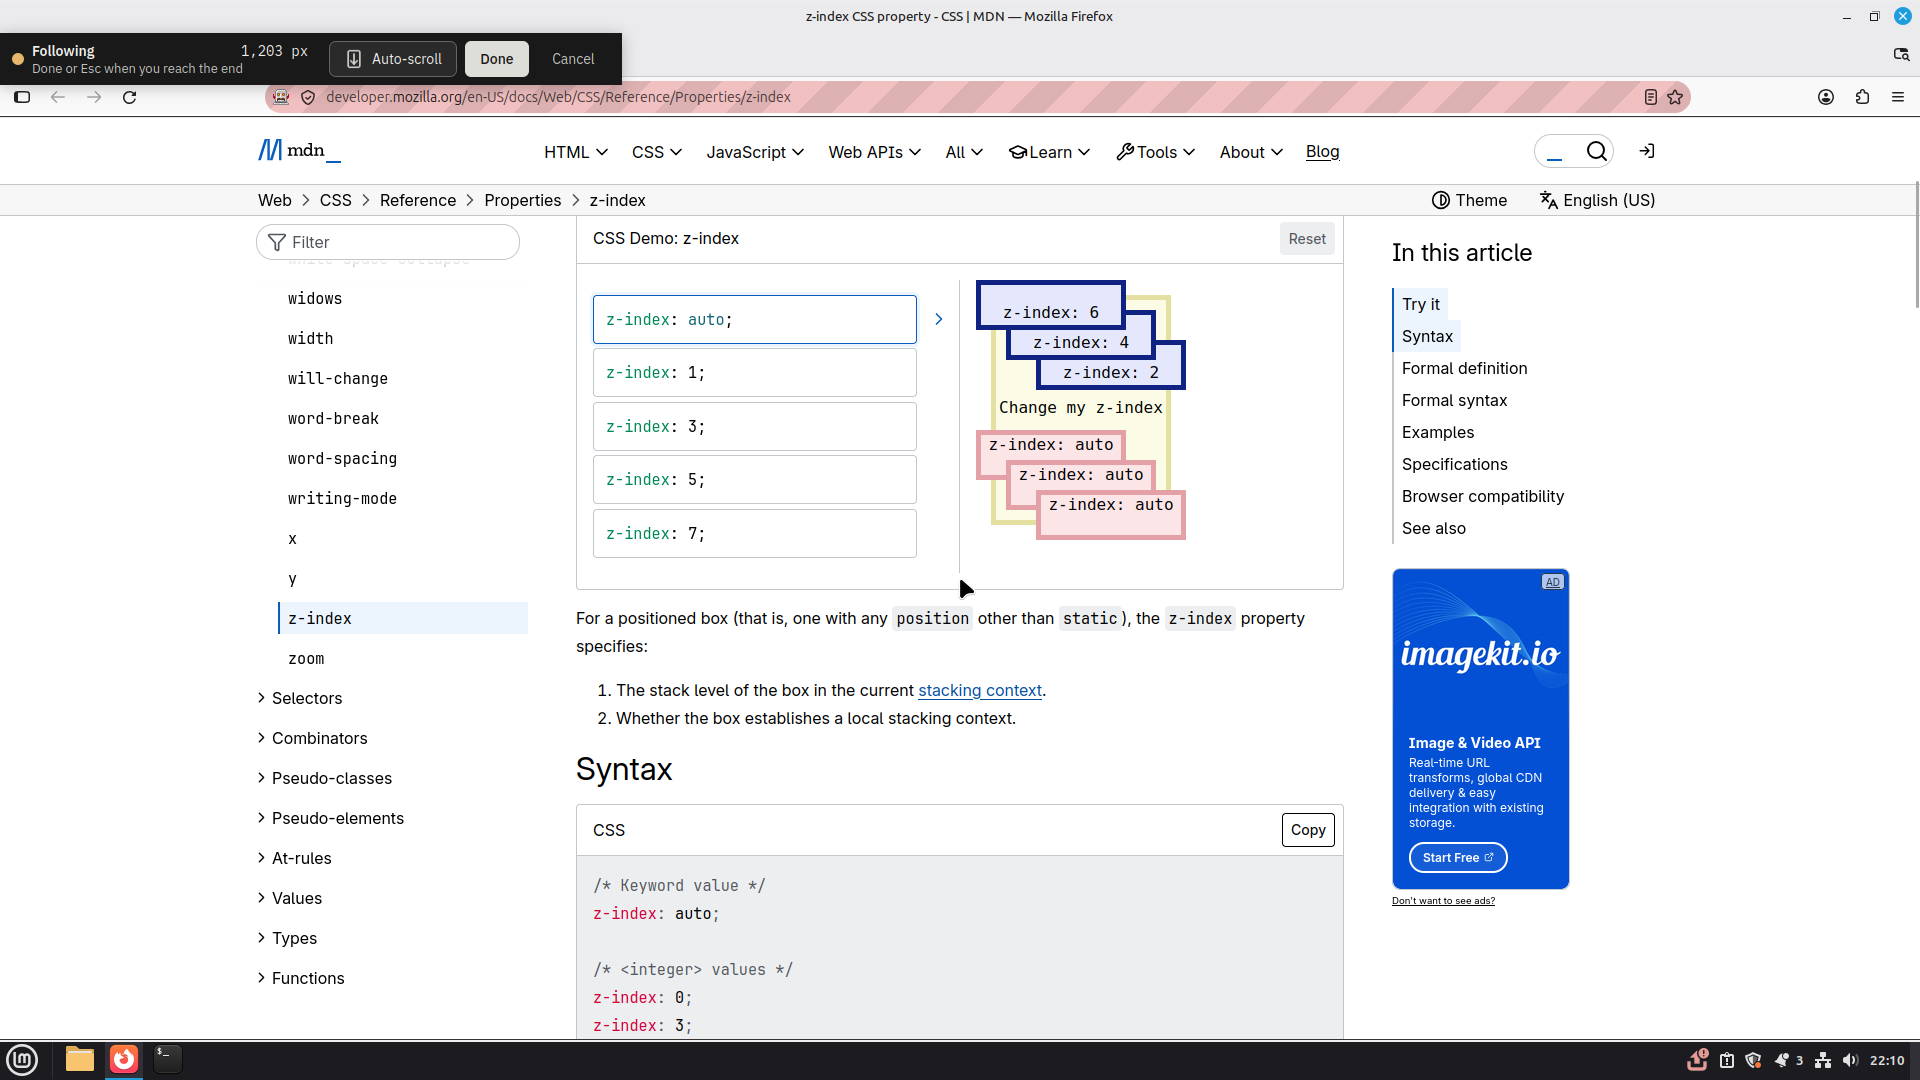 z-index CSS property - CSS | MDN — Mozilla Firefox
Following
1,203 px
Done or Esc when you reach the end
Auto-scroll
Done
Cancel
developer.mozilla.org/en-US/docs/Web/CSS/Reference/Properties/z-index
mdn_
HTML
CSS
JavaScript
Web APIs
All
Learn
Tools
About
Blog
Web
CSS
Reference
Properties
z-index
Theme
English (US)
Filter
white-space-collapse
widows
width
will-change
word-break
word-spacing
writing-mode
x
y
z-index
zoom
Selectors
Combinators
Pseudo-classes
Pseudo-elements
At-rules
Values
Types
Functions
CSS Demo: z-index
Reset
z-index: auto;
z-index: 1;
z-index: 3;
z-index: 5;
z-index: 7;
z-index: 6
z-index: 4
z-index: 2
Change my z-index
z-index: auto
z-index: auto
z-index: auto
For a positioned box (that is, one with any position other than static), the z-index property
specifies:
1. The stack level of the box in the current stacking context.
2. Whether the box establishes a local stacking context.
Syntax
CSS
Copy
/* Keyword value */
z-index: auto;
/* <integer> values */
z-index: 0;
z-index: 3;
In this article
Try it
Syntax
Formal definition
Formal syntax
Examples
Specifications
Browser compatibility
See also
AD
imagekit.io
Image & Video API
Real-time URL
transforms, global CDN
delivery & easy
integration with existing
storage.
Start Free
Don't want to see ads?
3
22:10